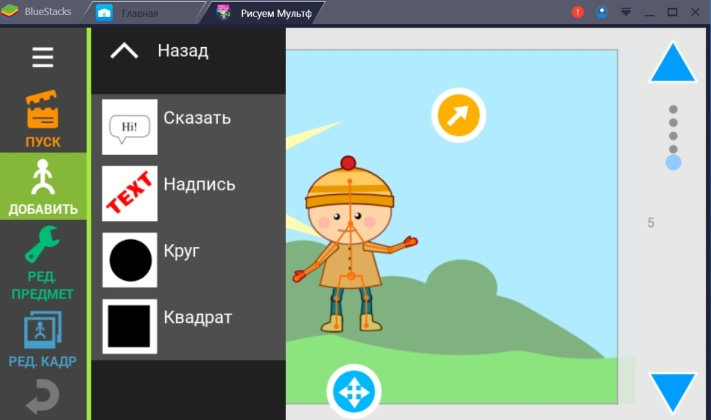 BlueStacks
Главная
Рисуем Мультф
Назад
ПУСК
ДОБАВИТЬ
РЕД.
ПРЕДМЕТ
РЕД. КАДР
Hi!
Сказать
TEXT
Надпись
Круг
Квадрат
5